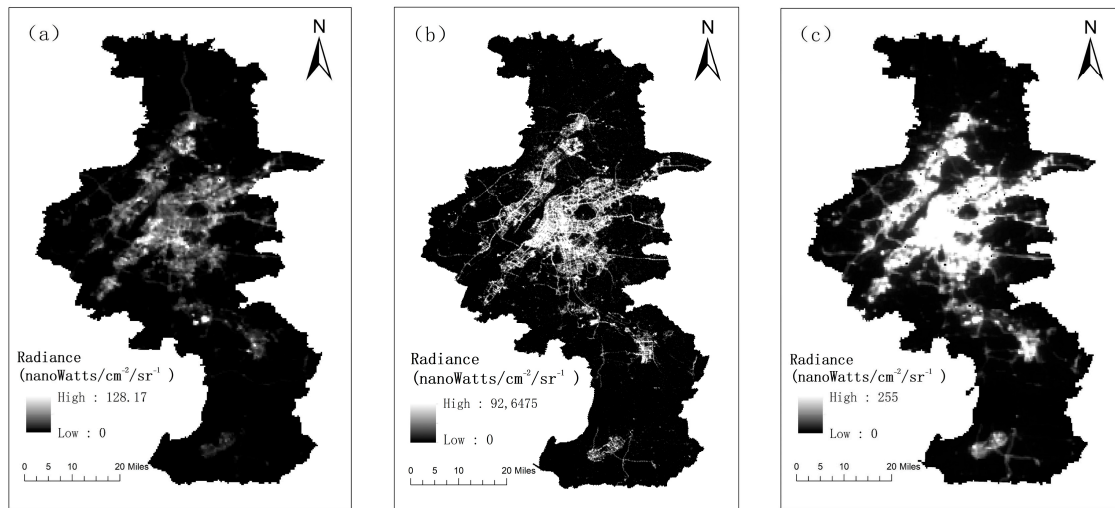 (a)
N
Radiance
(nanoWatts/cm⁻²/sr⁻¹ )
High : 128.17
Low : 0
0 5 10 20 Miles
(b)
N
Radiance
(nanoWatts/cm⁻²/sr⁻¹ )
High : 92,6475
Low : 0
0 5 10 20 Miles
(c)
N
Radiance
(nanoWatts/cm⁻²/sr⁻¹ )
High : 255
Low : 0
0 5 10 20 Miles